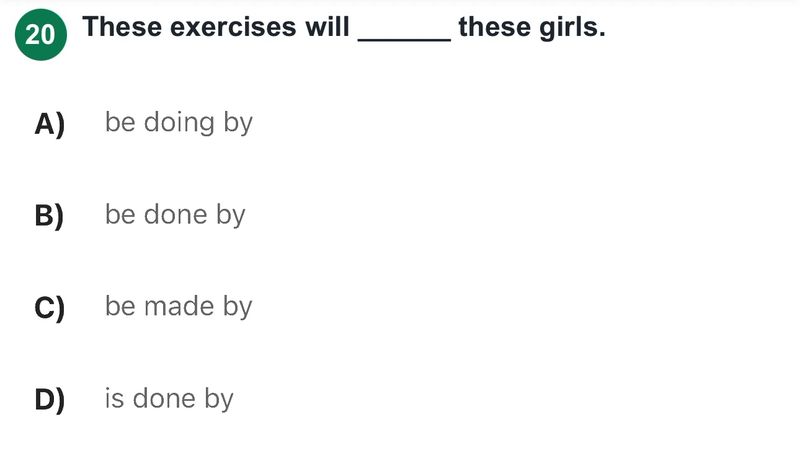 20 These exercises will ______ these girls.
A) be doing by
B) be done by
C) be made by
D) is done by